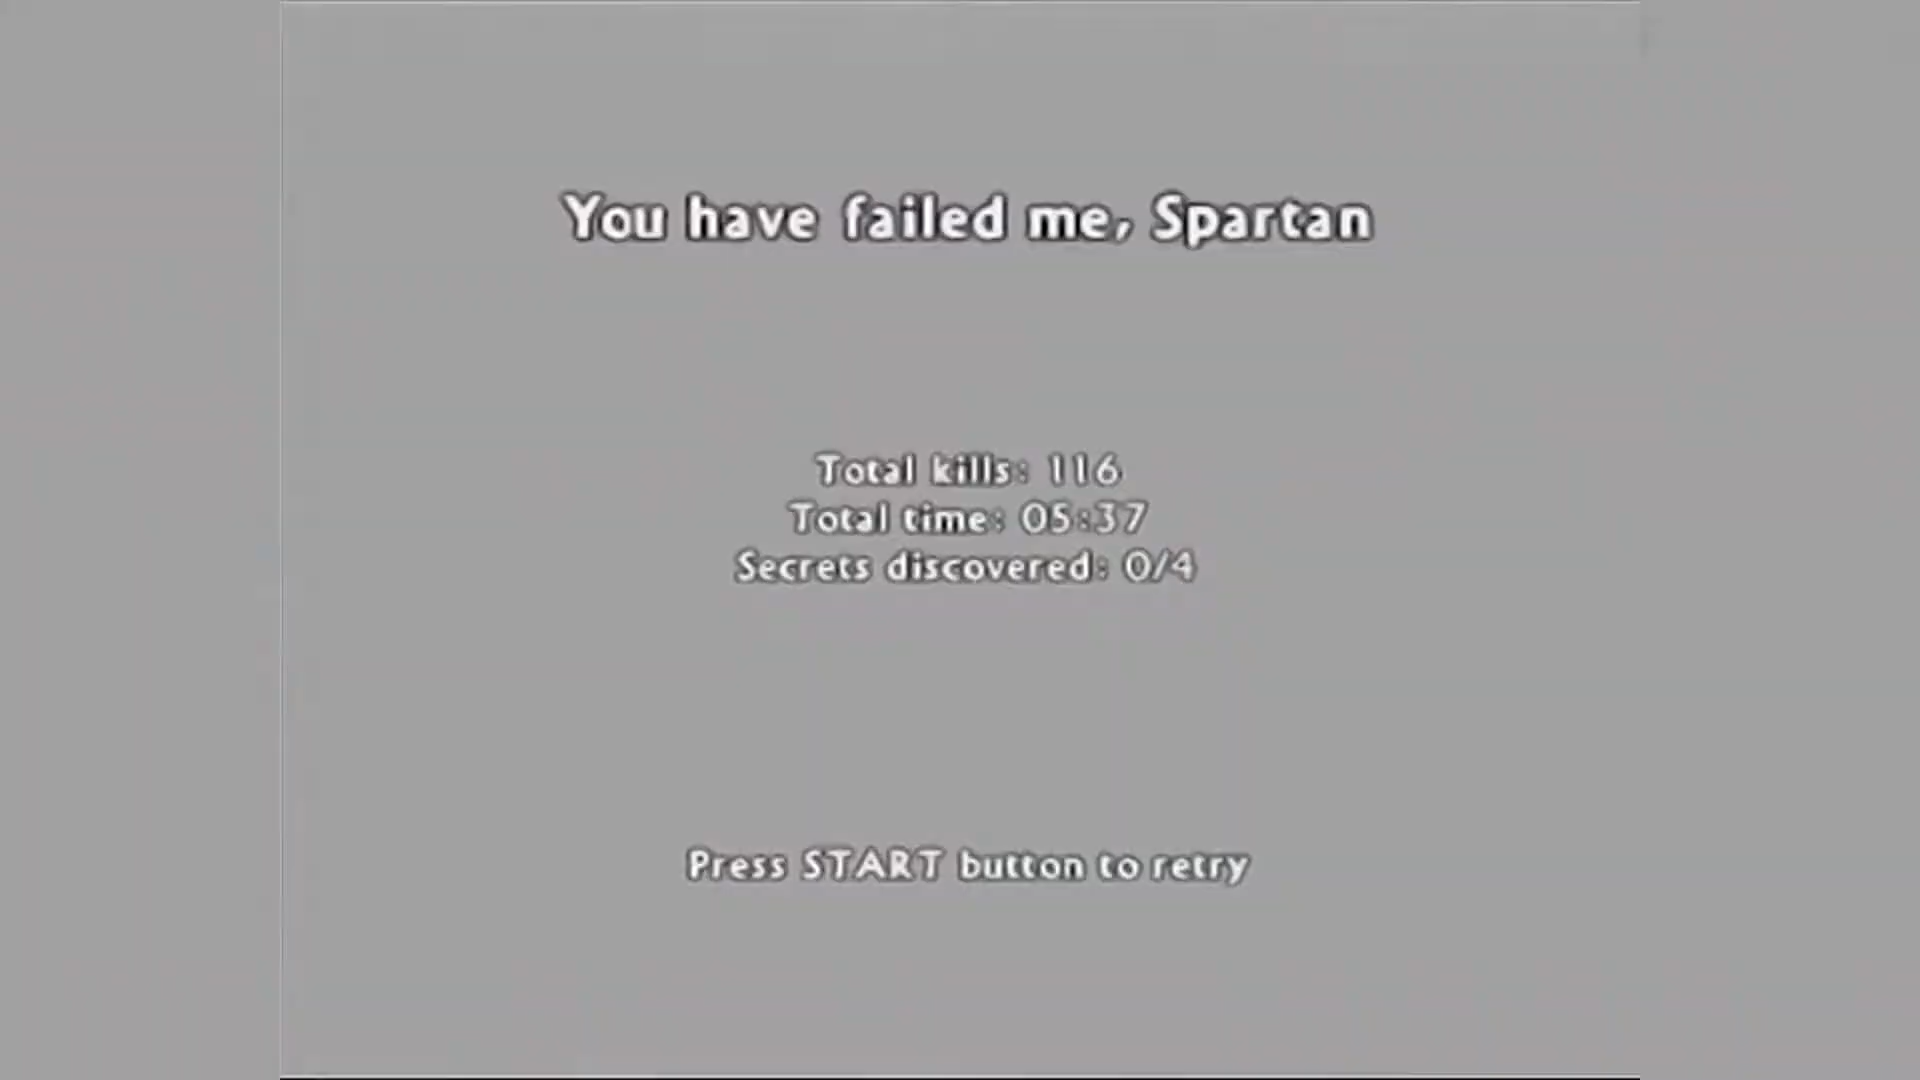 You have failed me, Spartan
Total kills: 116
Total time: 05:37
Secrets discovered: 0/4
Press START button to retry